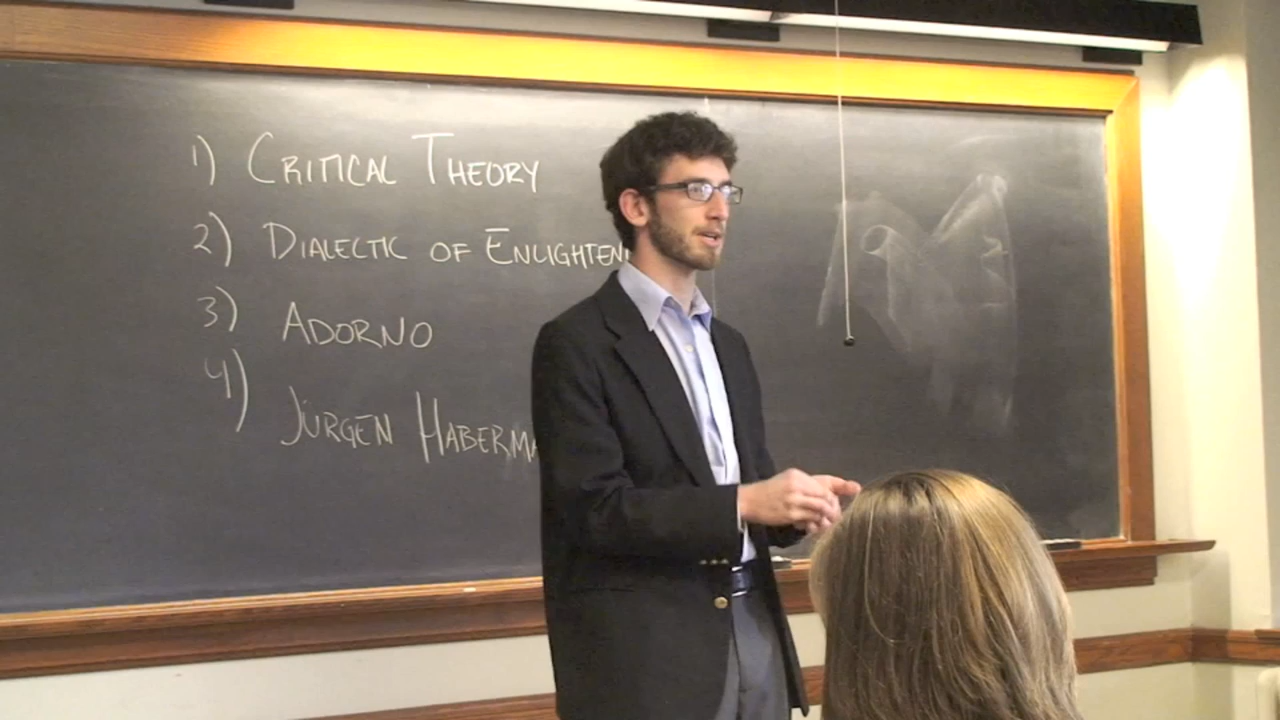 1) CRITICAL THEORY
2) DIALECTIC OF ENLIGHTEN
3) ADORNO
4) JÜRGEN HABERMA